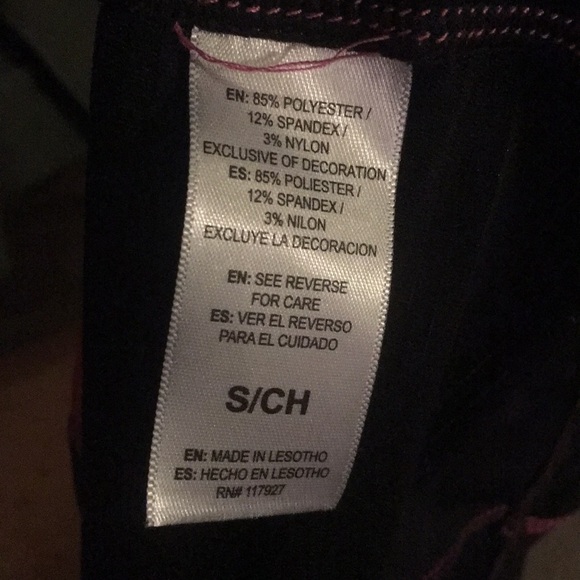 EN: 85% POLYESTER /
12% SPANDEX /
3% NYLON
EXCLUSIVE OF DECORATION
ES: 85% POLIESTER /
12% SPANDEX /
3% NILON
EXCLUYE LA DECORACION
EN: SEE REVERSE
FOR CARE
ES: VER EL REVERSO
PARA EL CUIDADO
S/CH
EN: MADE IN LESOTHO
ES: HECHO EN LESOTHO
RN# 117927